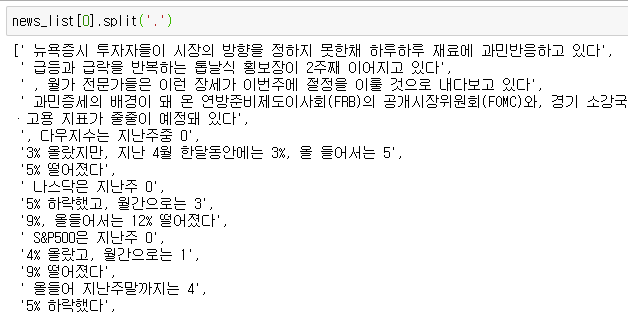 news_list[0].split('.')
[' 뉴욕증시 투자자들이 시장의 방향을 정하지 못한채 하루하루 재료에 과민반응하고 있다',
' 급등과 급락을 반복하는 톱날식 횡보장이 2주째 이어지고 있다',
' , 월가 전문가들은 이런 장세가 이번주에 절정을 이룰 것으로 내다보고 있다',
' 과민증세의 배경이 돼 온 연방준비제도이사회(FRB)의 공개시장위원회(FOMC)와, 경기 소강국
·고용 지표가 줄줄이 예정돼 있다',
', 다우지수는 지난주중 0',
'3% 올랐지만, 지난 4월 한달동안에는 3%, 올 들어서는 5',
'5% 떨어졌다',
' 나스닥은 지난주 0',
'5% 하락했고, 월간으로는 3',
'9%, 올들어서는 12% 떨어졌다',
' S&P500은 지난주 0',
'4% 올랐고, 월간으로는 1',
'9% 떨어졌다',
' 올들어 지난주말까지는 4',
'5% 하락했다',